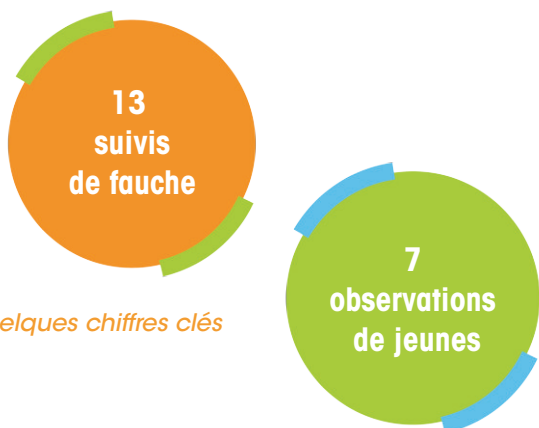 13
suivis
de fauche
7
observations
de jeunes
elques chiffres clés